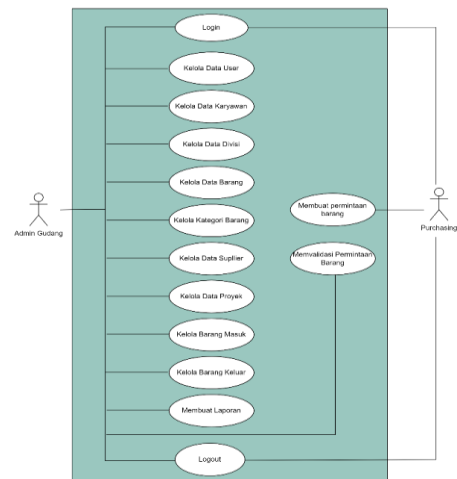 Login
Kelola Data User
Kelola Data Karyawan
Kelola Data Divisi
Kelola Data Barang
Kelola Kategori Barang
Kelola Data Supllier
Kelola Data Proyek
Kelola Barang Masuk
Kelola Barang Keluar
Membuat Laporan
Logout
Admin Gudang
Membuat permintaan
barang
Memvalidasi Permintaan
Barang
Purchasing